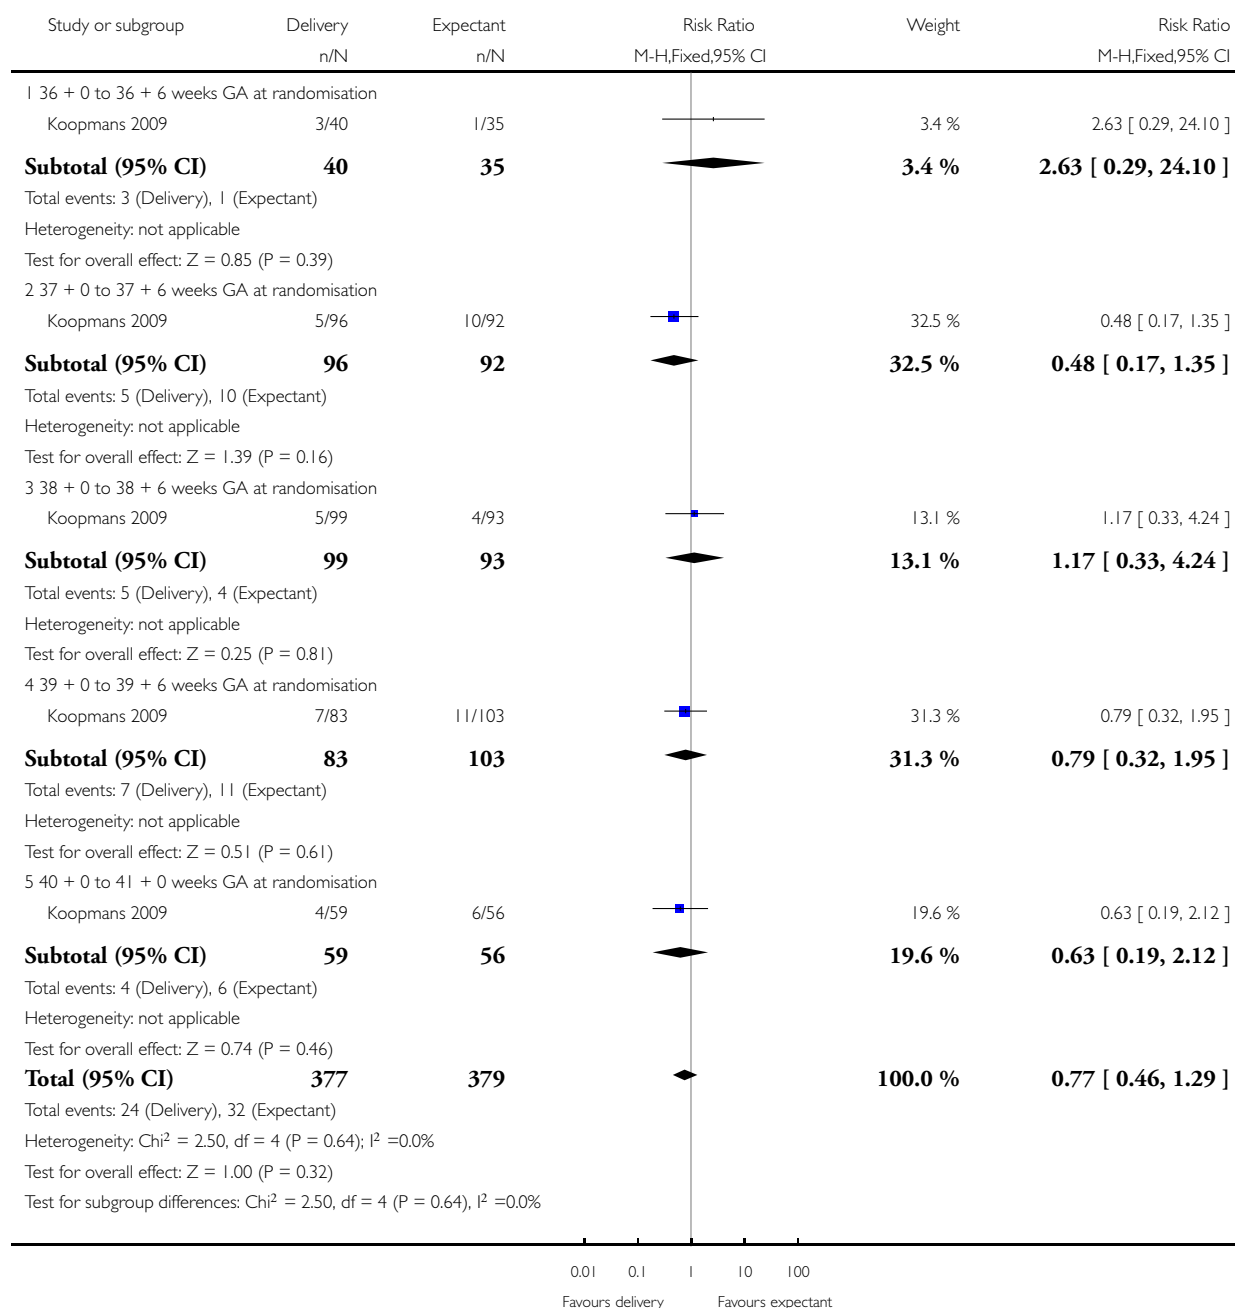 Study or subgroup Delivery Expectant Risk Ratio Weight Risk Ratio
n/N n/N M-H,Fixed,95% CI M-H,Fixed,95% CI
1 36 + 0 to 36 + 6 weeks GA at randomisation
Koopmans 2009 3/40 1/35 3.4 % 2.63 [ 0.29, 24.10 ]
Subtotal (95% CI) 40 35 3.4 % 2.63 [ 0.29, 24.10 ]
Total events: 3 (Delivery), 1 (Expectant)
Heterogeneity: not applicable
Test for overall effect: Z = 0.85 (P = 0.39)
2 37 + 0 to 37 + 6 weeks GA at randomisation
Koopmans 2009 5/96 10/92 32.5 % 0.48 [ 0.17, 1.35 ]
Subtotal (95% CI) 96 92 32.5 % 0.48 [ 0.17, 1.35 ]
Total events: 5 (Delivery), 10 (Expectant)
Heterogeneity: not applicable
Test for overall effect: Z = 1.39 (P = 0.16)
3 38 + 0 to 38 + 6 weeks GA at randomisation
Koopmans 2009 5/99 4/93 13.1 % 1.17 [ 0.33, 4.24 ]
Subtotal (95% CI) 99 93 13.1 % 1.17 [ 0.33, 4.24 ]
Total events: 5 (Delivery), 4 (Expectant)
Heterogeneity: not applicable
Test for overall effect: Z = 0.25 (P = 0.81)
4 39 + 0 to 39 + 6 weeks GA at randomisation
Koopmans 2009 7/83 11/103 31.3 % 0.79 [ 0.32, 1.95 ]
Subtotal (95% CI) 83 103 31.3 % 0.79 [ 0.32, 1.95 ]
Total events: 7 (Delivery), 11 (Expectant)
Heterogeneity: not applicable
Test for overall effect: Z = 0.51 (P = 0.61)
5 40 + 0 to 41 + 0 weeks GA at randomisation
Koopmans 2009 4/59 6/56 19.6 % 0.63 [ 0.19, 2.12 ]
Subtotal (95% CI) 59 56 19.6 % 0.63 [ 0.19, 2.12 ]
Total events: 4 (Delivery), 6 (Expectant)
Heterogeneity: not applicable
Test for overall effect: Z = 0.74 (P = 0.46)
Total (95% CI) 377 379 100.0 % 0.77 [ 0.46, 1.29 ]
Total events: 24 (Delivery), 32 (Expectant)
Heterogeneity: Chi² = 2.50, df = 4 (P = 0.64); I² =0.0%
Test for overall effect: Z = 1.00 (P = 0.32)
Test for subgroup differences: Chi² = 2.50, df = 4 (P = 0.64), I² =0.0%
0.01 0.1 1 10 100
Favours delivery Favours expectant